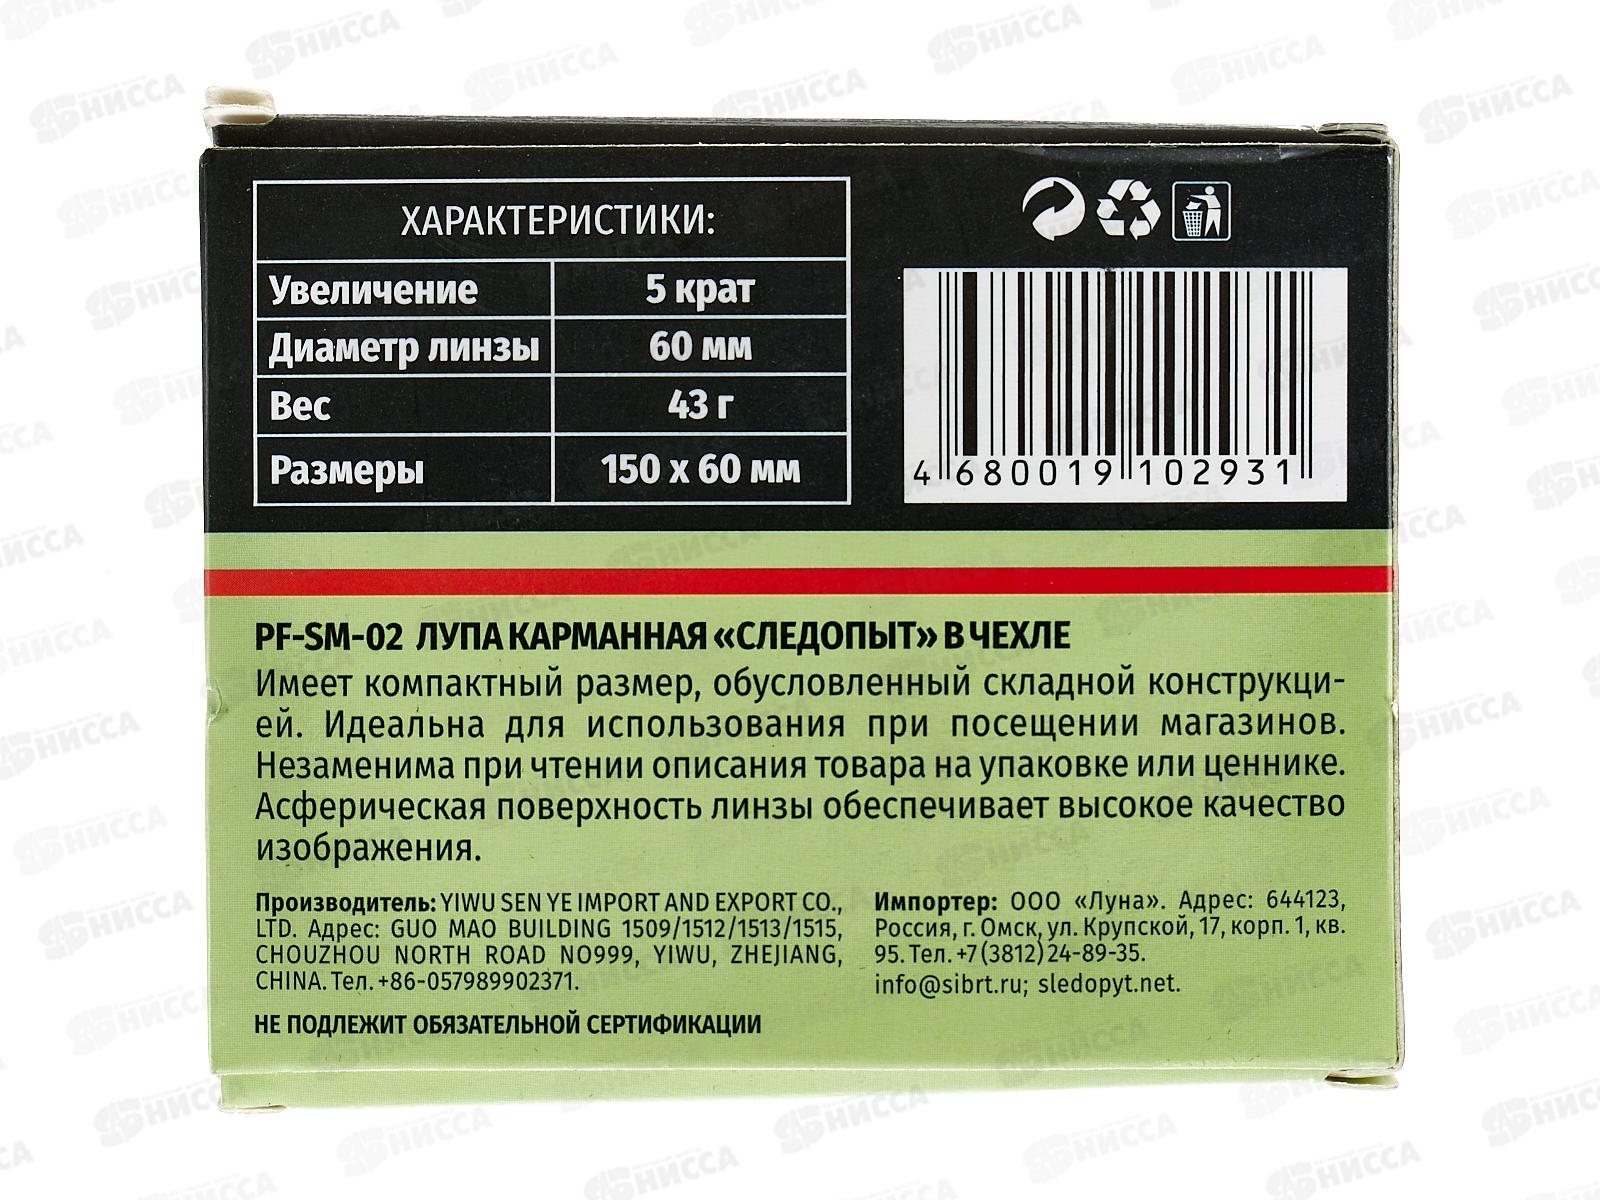 ХАРАКТЕРИСТИКИ:
Увеличение 5 крат
Диаметр линзы 60 мм
Вес 43 г
Размеры 150 х 60 мм
4 680019 102931
PF-SM-02 ЛУПА КАРМАННАЯ «СЛЕДОПЫТ» В ЧЕХЛЕ
Имеет компактный размер, обусловленный складной конструкци-
ей. Идеальна для использования при посещении магазинов.
Незаменима при чтении описания товара на упаковке или ценнике.
Асферическая поверхность линзы обеспечивает высокое качество
изображения.
Производитель: YIWU SEN YE IMPORT AND EXPORT CO.,
LTD. Адрес: GUO MAO BUILDING 1509/1512/1513/1515,
CHOUZHOU NORTH ROAD NO999, YIWU, ZHEJIANG,
CHINA. Тел. +86-057989902371.
НЕ ПОДЛЕЖИТ ОБЯЗАТЕЛЬНОЙ СЕРТИФИКАЦИИ
Импортер: ООО «Луна». Адрес: 644123,
Россия, г. Омск, ул. Крупской, 17, корп. 1, кв.
95. Тел. +7 (3812) 24-89-35.
info@sibrt.ru; sledopyt.net.
НИССА